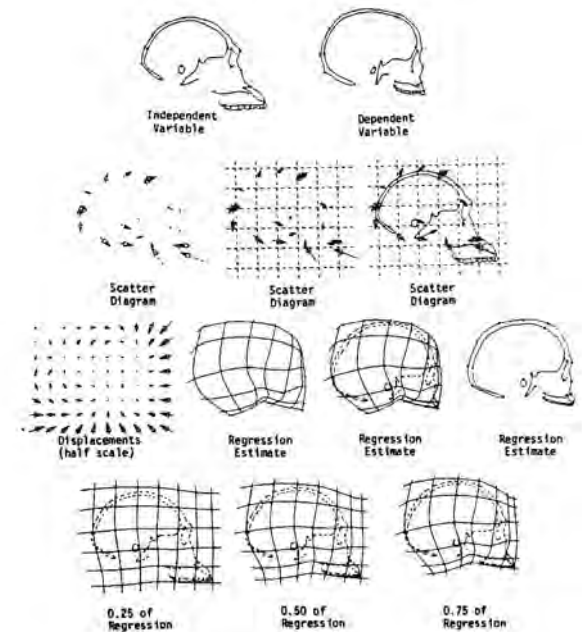 Independent
Variable
Dependent
Variable
Scatter
Diagram
Scatter
Diagram
Scatter
Diagram
Displacements
(half scale)
Regression
Estimate
Regression
Estimate
Regression
Estimate
0.25 of
Regression
0.50 of
Regression
0.75 of
Regression